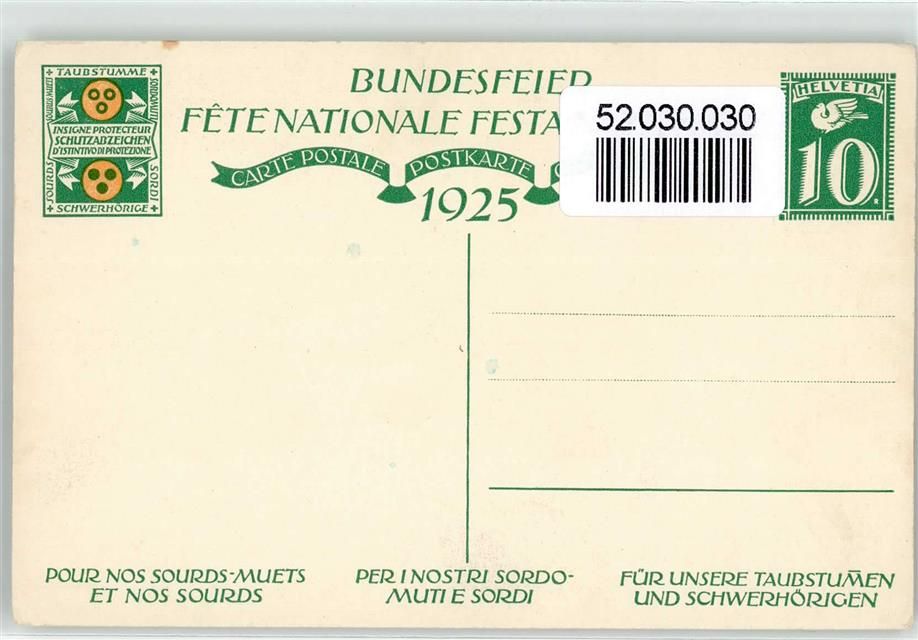 TAUBSTUMME
SOURDS-MUETS
SORDOMUTI
INSIGNE PROTECTEUR
SCHUTZABZEICHEN
D'ISTINTIVO DI PROTEZIONE
SOURDS
SORDI
SCHWERHÖRIGE
BUNDESFEIER
FÊTE NATIONALE FESTA
CARTE POSTALE POSTKARTE
1925
52.030.030
HELVETIA
10
POUR NOS SOURDS-MUETS
ET NOS SOURDS
PER I NOSTRI SORDO-
MUTI E SORDI
FÜR UNSERE TAUBSTUM̅EN
UND SCHWERHÖRIGEN